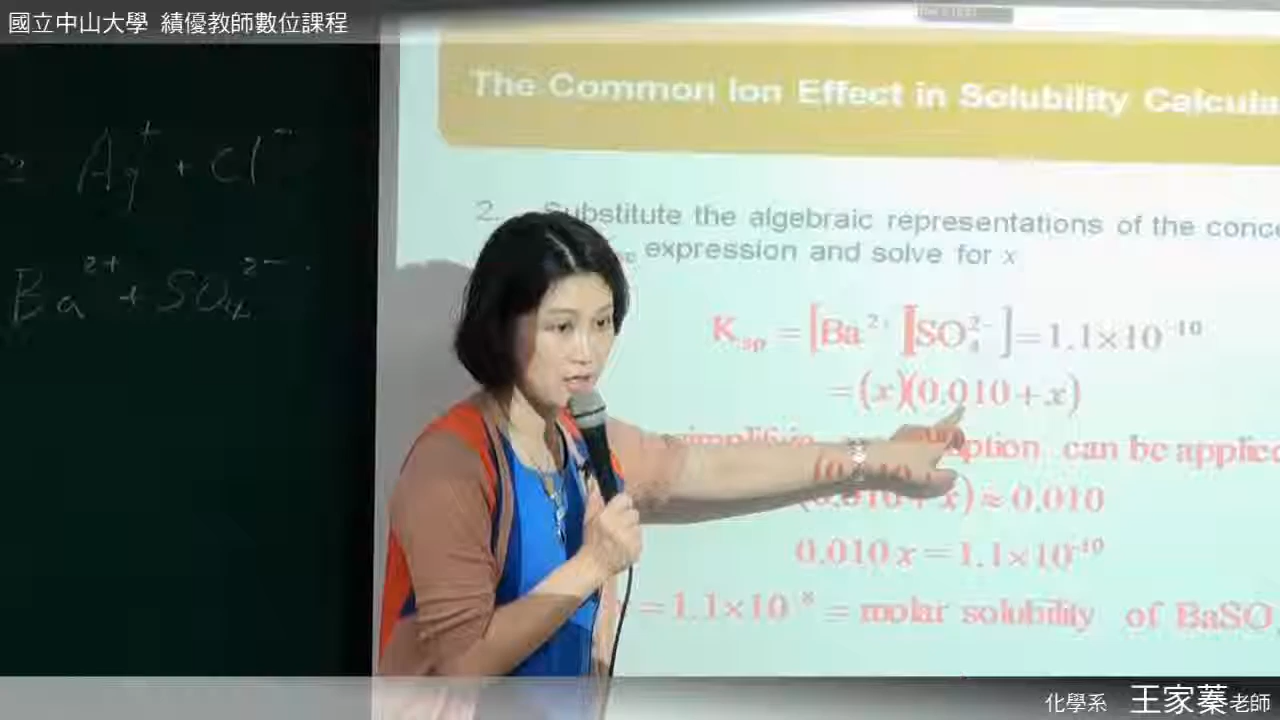 國立中山大學 績優教師數位課程
The Common Ion Effect in Solubility Calcula
Ag⁺ + Cl⁻
Ba²⁺ + SO₄²⁻
2. Substitute the algebraic representations of the conce
expression and solve for x
Kₛₚ = [Ba²⁺][SO₄²⁻] = 1.1×10⁻¹⁰
= (x)(0.010 + x)
can be applied
(0.010 + x) ≈ 0.010
0.010 x = 1.1×10⁻¹⁰
= 1.1×10⁻⁸ = molar solubility of BaSO
化學系 王家蓁老師